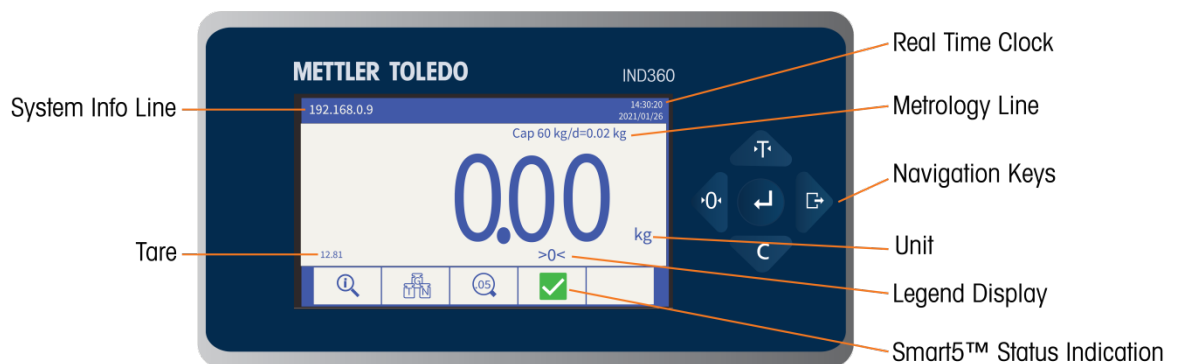 METTLER TOLEDO
IND360
Real Time Clock
System Info Line
192.168.0.9
14:30:20
2021/01/26
Metrology Line
Cap 60 kg/d=0.02 kg
T
0.00
Navigation Keys
0
kg
Unit
C
Tare
12.81
>0<
Legend Display
i
G
T N
.05
Smart5™ Status Indication